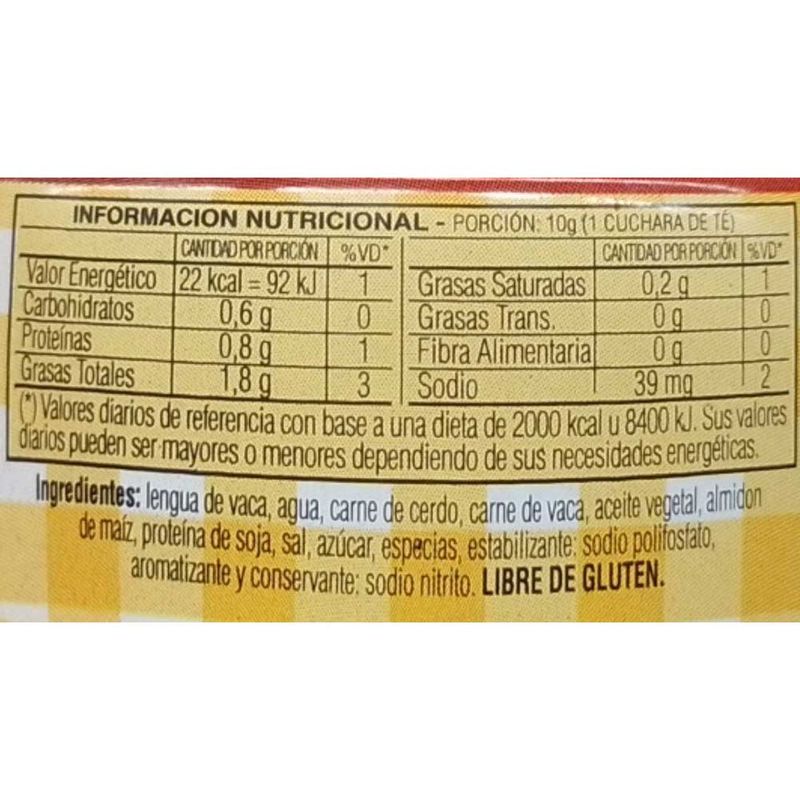 INFORMACION NUTRICIONAL - PORCIÓN: 10g (1 CUCHARA DE TÉ)
CANTIDAD POR PORCIÓN %VD* CANTIDAD POR PORCIÓN %VD*
Valor Energético 22 kcal = 92 kJ 1 Grasas Saturadas 0,2 g 1
Carbohidratos 0,6 g 0 Grasas Trans. 0 g 0
Proteínas 0,8 g 1 Fibra Alimentaria 0 g 0
Grasas Totales 1,8 g 3 Sodio 39 mg 2
(*) Valores diarios de referencia con base a una dieta de 2000 kcal u 8400 kJ. Sus valores
diarios pueden ser mayores o menores dependiendo de sus necesidades energéticas.
Ingredientes: lengua de vaca, agua, carne de cerdo, carne de vaca, aceite vegetal, almidon
de maíz, proteína de soja, sal, azúcar, especias, estabilizante: sodio polifosfato,
aromatizante y conservante: sodio nitrito. LIBRE DE GLUTEN.